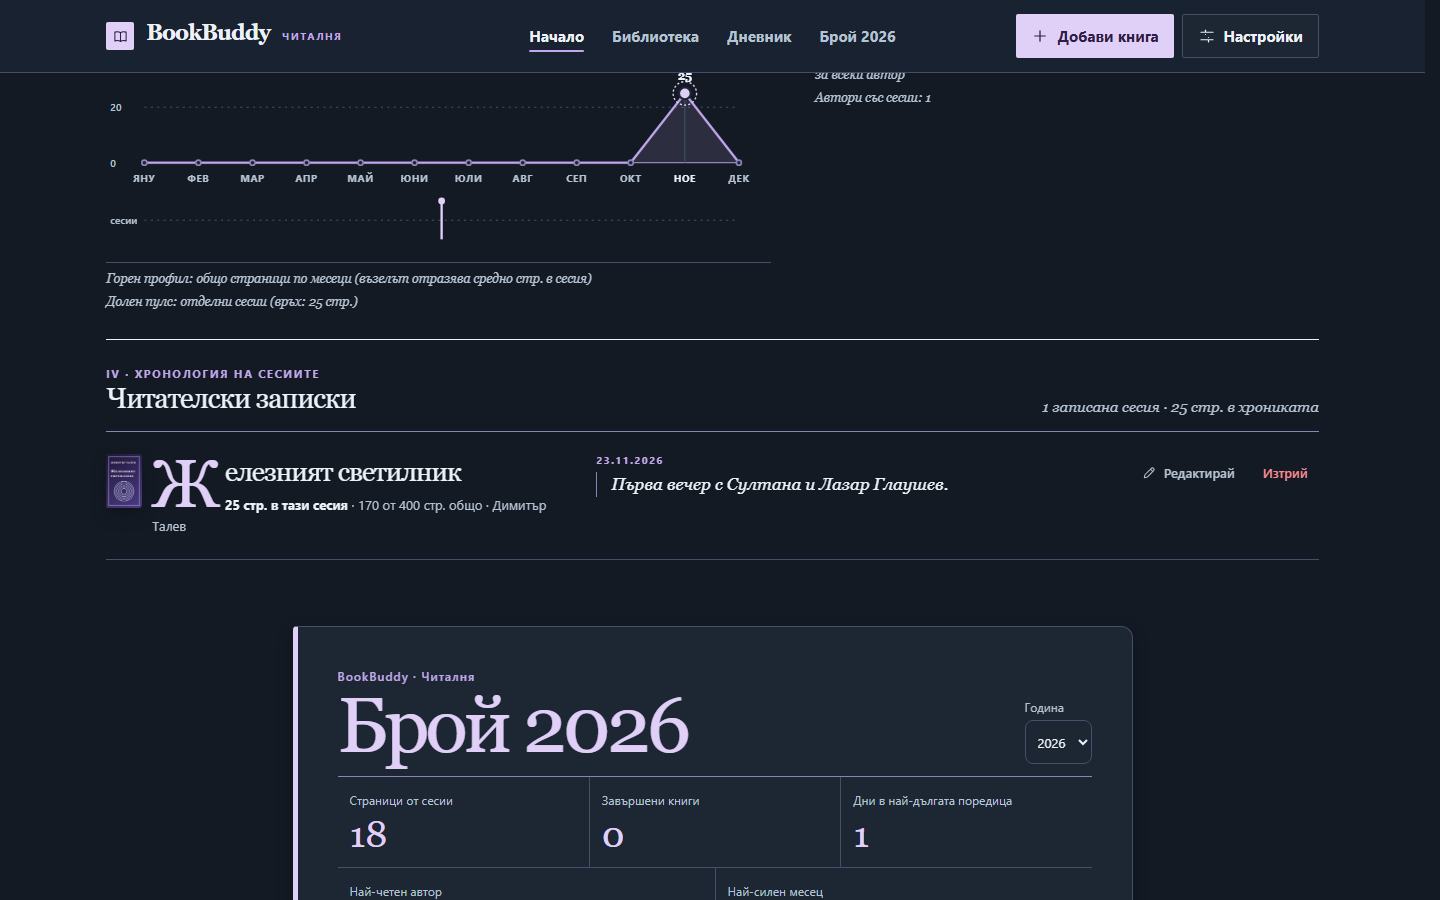 BookBuddy ЧИТАЛНЯ
Начало
Библиотека
Дневник
Брой 2026
Добави книга
Настройки
25
20
0
ЯНУ ФЕВ МАР АПР МАЙ ЮНИ ЮЛИ АВГ СЕП ОКТ НОЕ ДЕК
сесии
за всеки автор
Автори със сесии: 1
Горен профил: общо страници по месеци (възелът отразява средно стр. в сесия)
Долен пулс: отделни сесии (връх: 25 стр.)
IV · ХРОНОЛОГИЯ НА СЕСИИТЕ
Читателски записки
1 записана сесия · 25 стр. в хрониката
Железният светилник
25 стр. в тази сесия · 170 от 400 стр. общо · Димитър
Талев
23.11.2026
Първа вечер с Султана и Лазар Глаушев.
Редактирай
Изтрий
BookBuddy · Читалня
Брой 2026
Година
2026
Страници от сесии
18
Завършени книги
0
Дни в най-дългата поредица
1
Най-четен автор
Най-силен месец